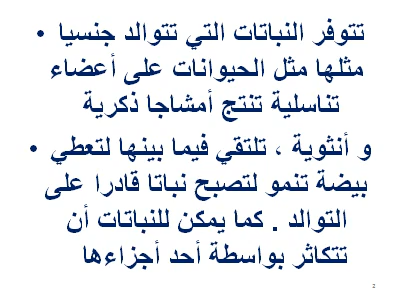 • تتوفر النباتات التي تتوالد جنسيا
مثلها مثل الحيوانات على أعضاء
تناسلية تنتج أمشاجا ذكرية
• و أنثوية ، تلتقي فيما بينها لتعطي
بيضة تنمو لتصبح نباتا قادرا على
التوالد . كما يمكن للنباتات أن
تتكاثر بواسطة أحد أجزاءها
2